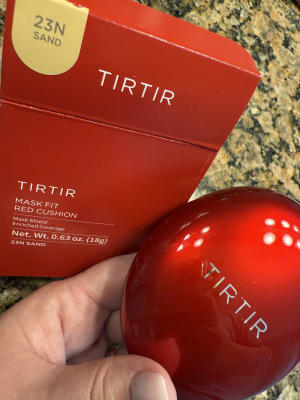 23N
SAND
TIRTIR
TIRTIR
MASK FIT
RED CUSHION
Mask Shield
Enriched Coverage
Net. Wt. 0.63 oz. (18g)
23N SAND
TIRTIR